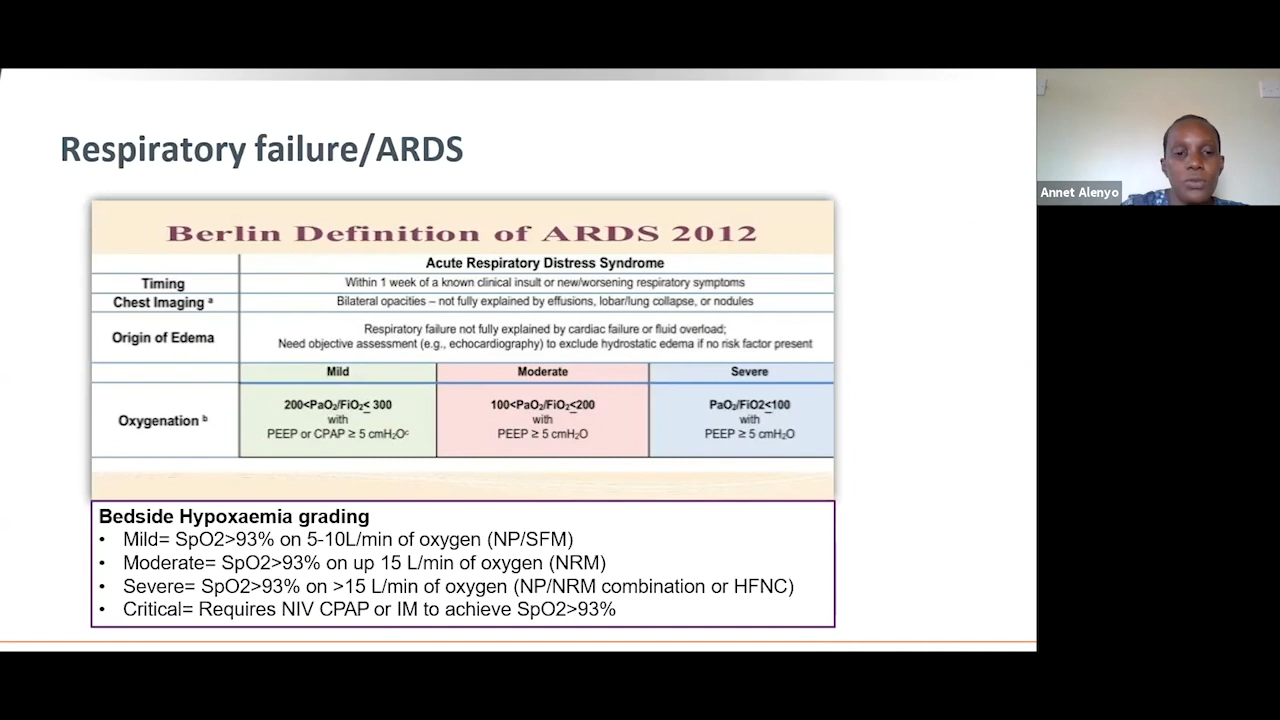 Respiratory failure/ARDS
Annet Alenyo
Berlin Definition of ARDS 2012
Acute Respiratory Distress Syndrome
Timing
Within 1 week of a known clinical insult or new/worsening respiratory symptoms
Chest Imaging ᵃ
Bilateral opacities – not fully explained by effusions, lobar/lung collapse, or nodules
Origin of Edema
Respiratory failure not fully explained by cardiac failure or fluid overload;
Need objective assessment (e.g., echocardiography) to exclude hydrostatic edema if no risk factor present
Mild Moderate Severe
Oxygenation ᵇ
200<PaO₂/FiO₂≤ 300
with
PEEP or CPAP ≥ 5 cmH₂Oᶜ
100<PaO₂/FiO₂≤200
with
PEEP ≥ 5 cmH₂O
PaO₂/FiO2≤100
with
PEEP ≥ 5 cmH₂O
Bedside Hypoxaemia grading
• Mild= SpO2>93% on 5-10L/min of oxygen (NP/SFM)
• Moderate= SpO2>93% on up 15 L/min of oxygen (NRM)
• Severe= SpO2>93% on >15 L/min of oxygen (NP/NRM combination or HFNC)
• Critical= Requires NIV CPAP or IM to achieve SpO2>93%